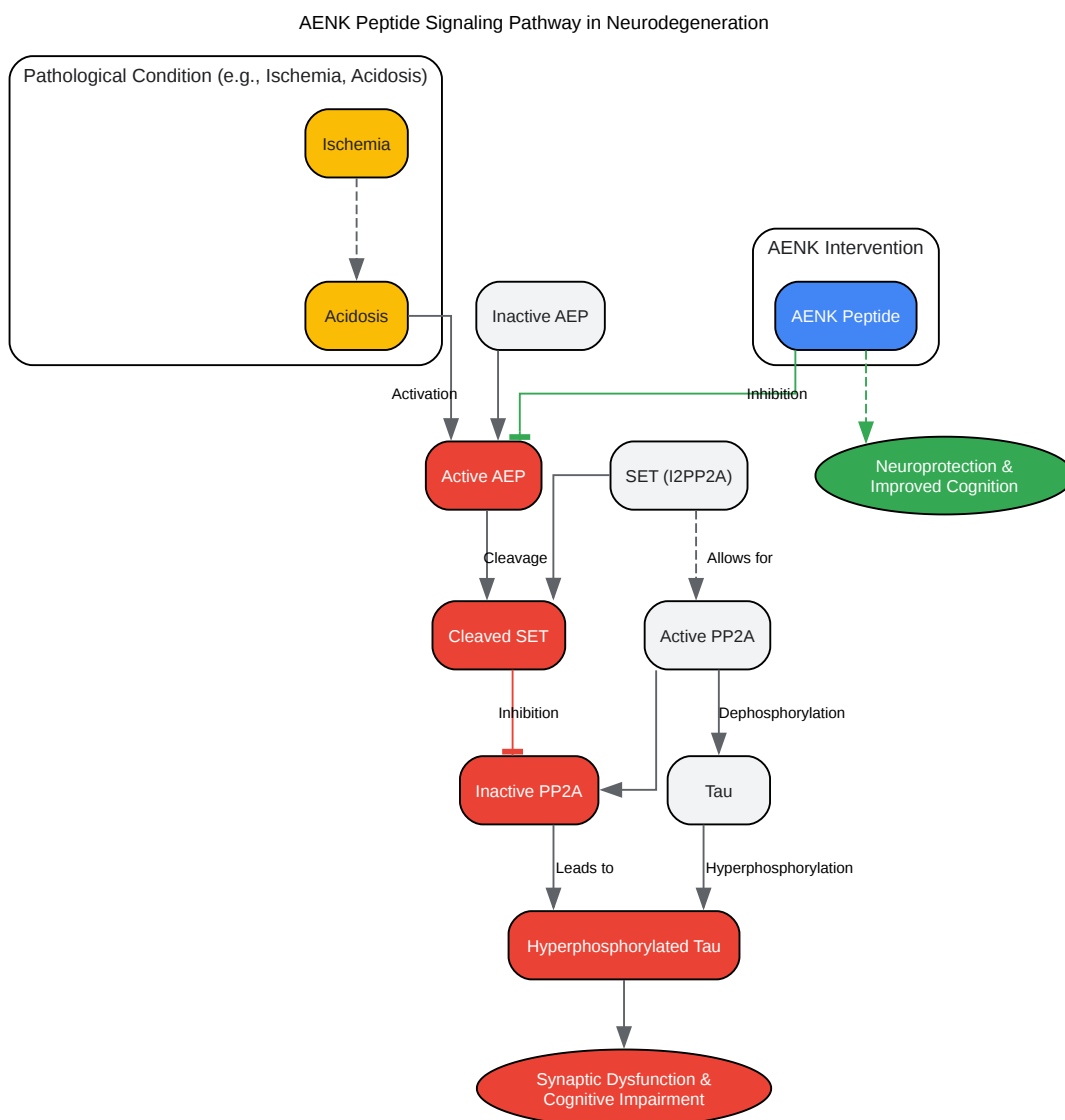 AENK Peptide Signaling Pathway in Neurodegeneration
Pathological Condition (e.g., Ischemia, Acidosis)
Ischemia
AENK Intervention
Acidosis
Inactive AEP
AENK Peptide
Activation
Inhibition
Active AEP
SET (I2PP2A)
Neuroprotection &
Improved Cognition
Cleavage
Allows for
Cleaved SET
Active PP2A
Inhibition
Dephosphorylation
Inactive PP2A
Tau
Leads to
Hyperphosphorylation
Hyperphosphorylated Tau
Synaptic Dysfunction &
Cognitive Impairment